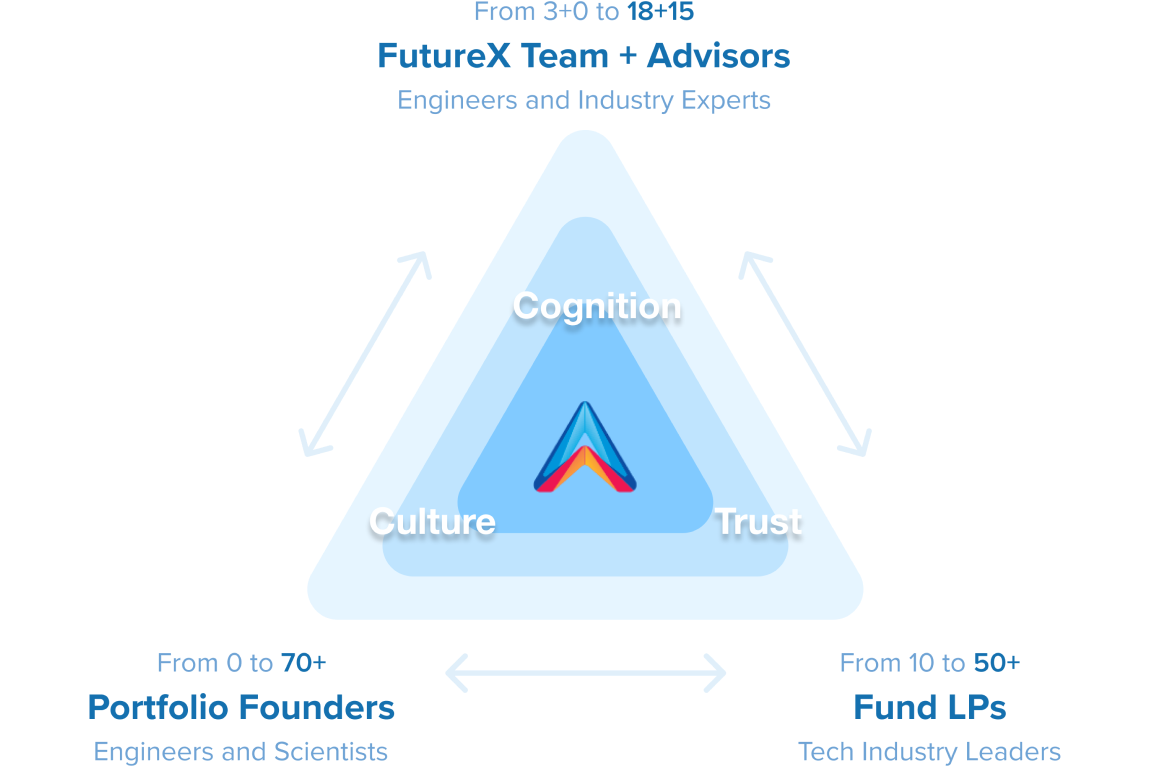 From 3+0 to 18+15
FutureX Team + Advisors
Engineers and Industry Experts
Cognition
Culture
Trust
From 0 to 70+
Portfolio Founders
Engineers and Scientists
From 10 to 50+
Fund LPs
Tech Industry Leaders